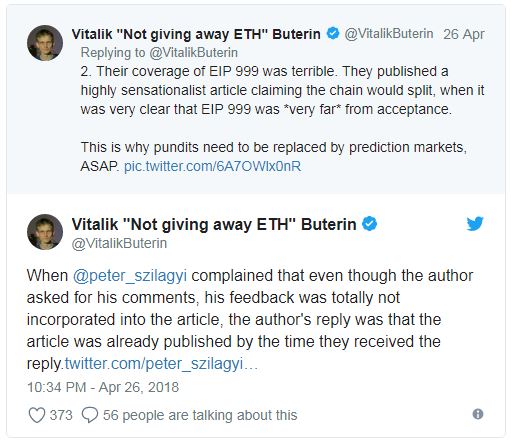 Vitalik "Not giving away ETH" Buterin @VitalikButerin 26 Apr
Replying to @VitalikButerin
2. Their coverage of EIP 999 was terrible. They published a
highly sensationalist article claiming the chain would split, when it
was very clear that EIP 999 was *very far* from acceptance.
This is why pundits need to be replaced by prediction markets,
ASAP. pic.twitter.com/6A7OWlx0nR
Vitalik "Not giving away ETH" Buterin
@VitalikButerin
When @peter_szilagyi complained that even though the author
asked for his comments, his feedback was totally not
incorporated into the article, the author's reply was that the
article was already published by the time they received the
reply.twitter.com/peter_szilagyi…
10:34 PM - Apr 26, 2018
373 56 people are talking about this